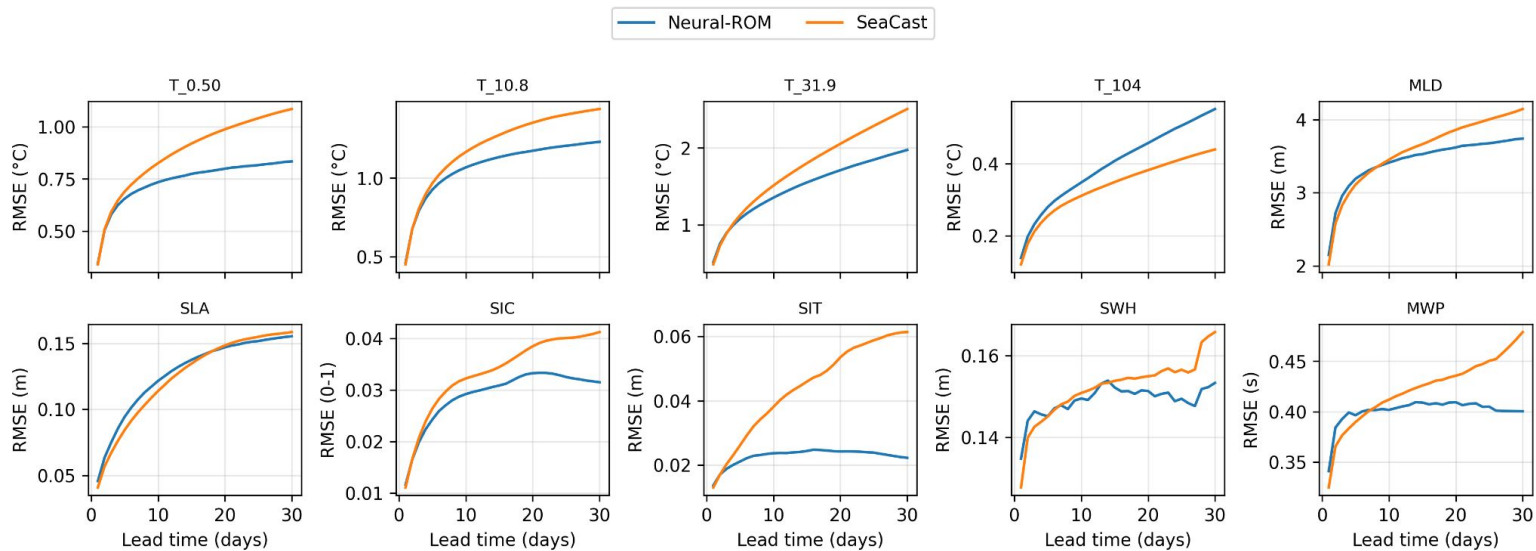 Neural-ROM SeaCast
T_0.50 T_10.8 T_31.9 T_104 MLD
RMSE (°C) 1.00 0.75 0.50
RMSE (°C) 1.0 0.5
RMSE (°C) 2 1
RMSE (°C) 0.4 0.2
RMSE (m) 4 3 2
SLA SIC SIT SWH MWP
RMSE (m) 0.15 0.10 0.05
RMSE (0-1) 0.04 0.03 0.02 0.01
RMSE (m) 0.06 0.04 0.02
RMSE (m) 0.16 0.14
RMSE (s) 0.45 0.40 0.35
0 10 20 30 0 10 20 30 0 10 20 30 0 10 20 30 0 10 20 30
Lead time (days) Lead time (days) Lead time (days) Lead time (days) Lead time (days)